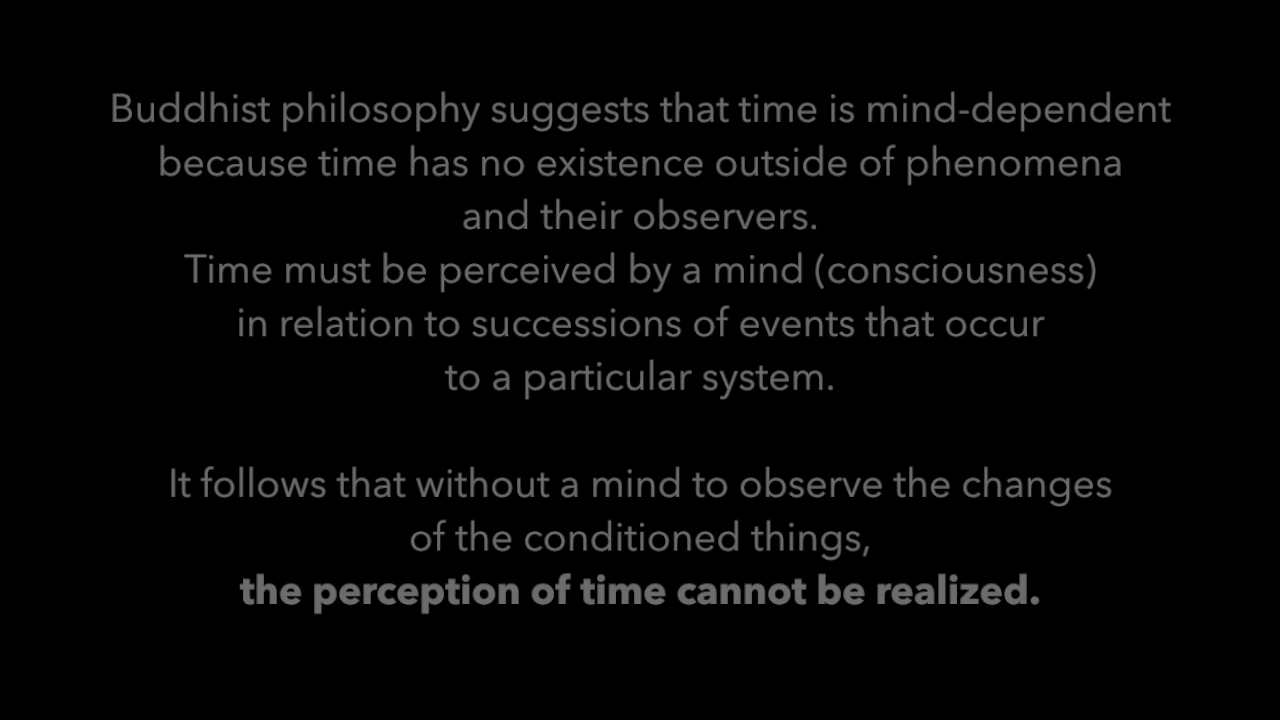 Buddhist philosophy suggests that time is mind-dependent
because time has no existence outside of phenomena
and their observers.
Time must be perceived by a mind (consciousness)
in relation to successions of events that occur
to a particular system.
It follows that without a mind to observe the changes
of the conditioned things,
the perception of time cannot be realized.